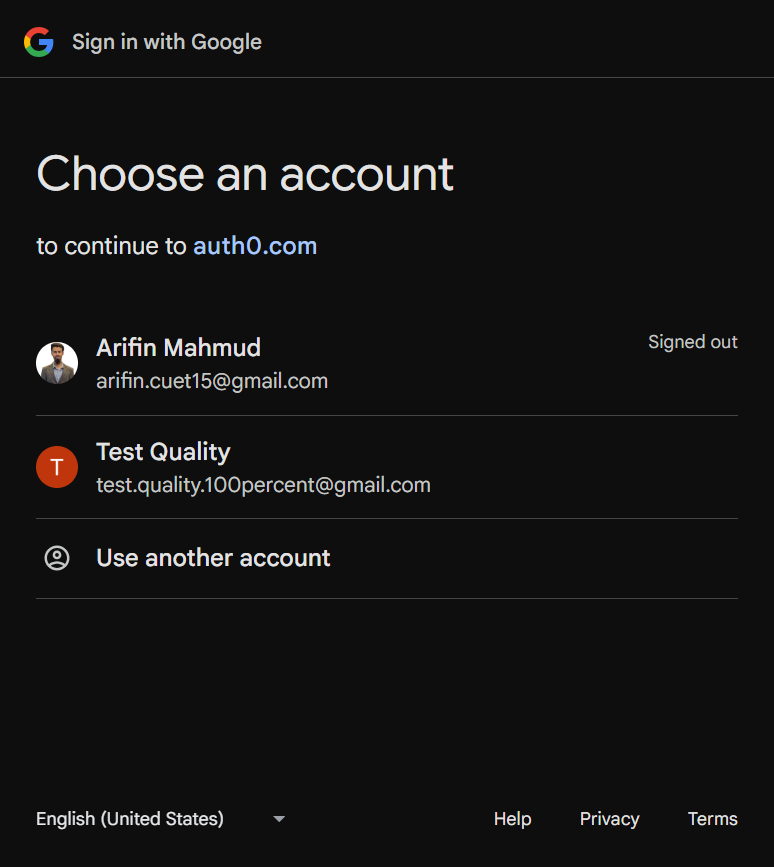 Sign in with Google
Choose an account
to continue to auth0.com
Arifin Mahmud
Signed out
arifin.cuet15@gmail.com
T
Test Quality
test.quality.100percent@gmail.com
Use another account
English (United States)
Help
Privacy
Terms